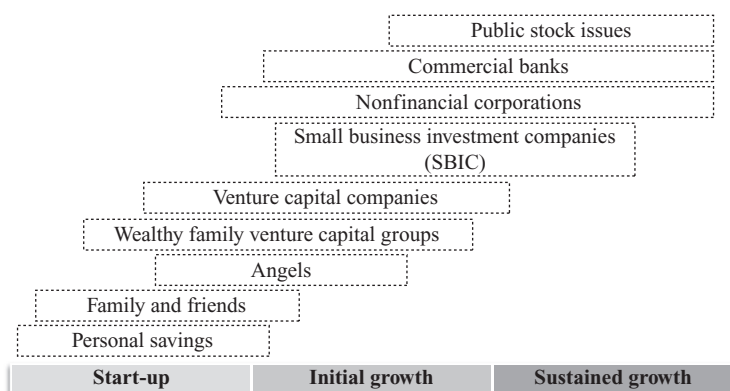 Public stock issues
Commercial banks
Nonfinancial corporations
Small business investment companies
(SBIC)
Venture capital companies
Wealthy family venture capital groups
Angels
Family and friends
Personal savings
Start-up Initial growth Sustained growth